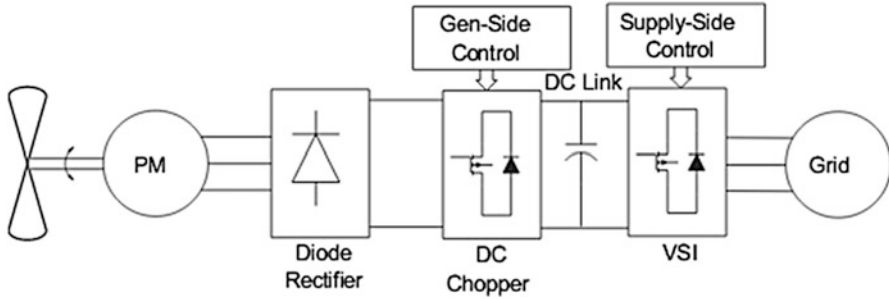 Gen-Side
Control
Supply-Side
Control
DC Link
PM
Grid
Diode
Rectifier
DC
Chopper
VSI